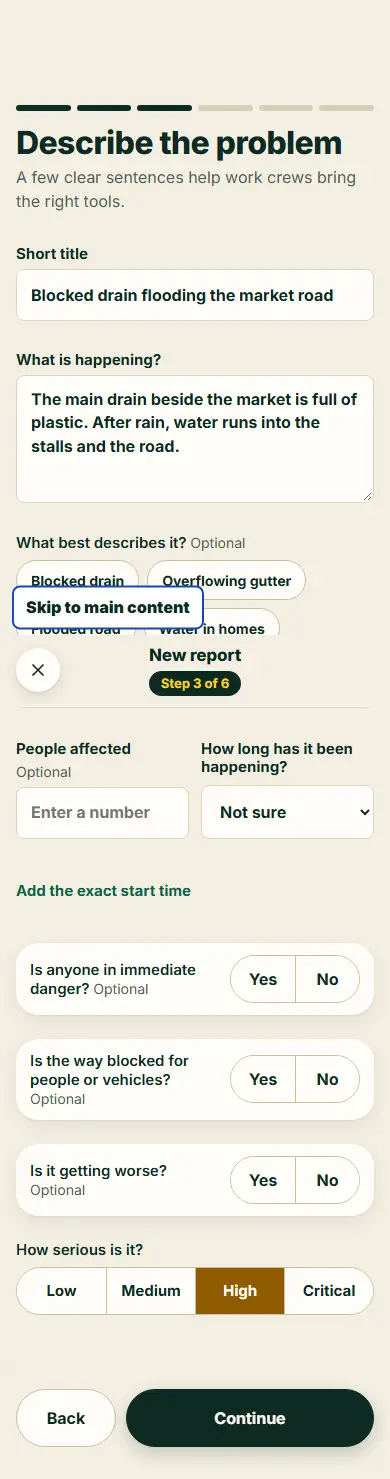 Describe the problem
A few clear sentences help work crews bring
the right tools.
Short title
Blocked drain flooding the market road
What is happening?
The main drain beside the market is full of
plastic. After rain, water runs into the
stalls and the road.
What best describes it? Optional
Blocked drain
Overflowing gutter
Skip to main content
Flooded road
Water in homes
New report
Step 3 of 6
People affected
Optional
How long has it been
happening?
Enter a number
Not sure
Add the exact start time
Is anyone in immediate
danger? Optional
Yes
No
Is the way blocked for
people or vehicles?
Optional
Yes
No
Is it getting worse?
Optional
Yes
No
How serious is it?
Low
Medium
High
Critical
Back
Continue